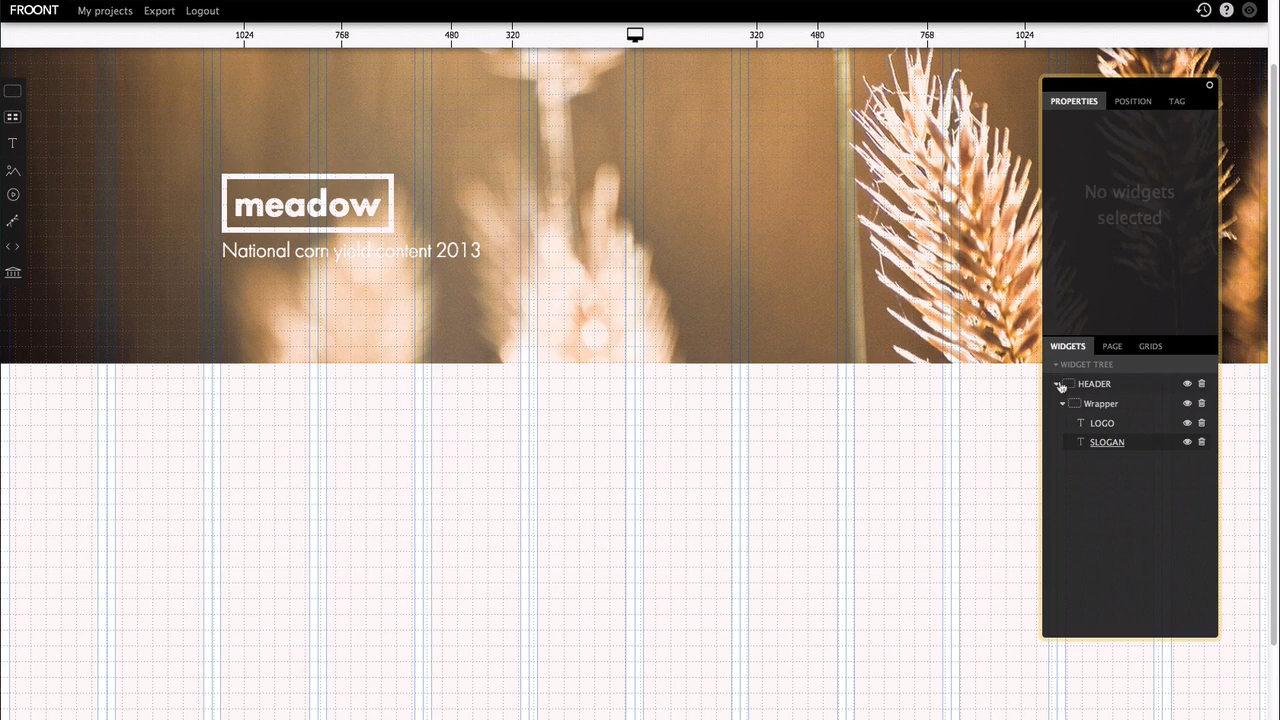 FROONT My projects Export Logout
1024 768 480 320 320 480 768 1024
PROPERTIES POSITION TAG
No widgets
selected
meadow
National corn yield content 2013
WIDGETS PAGE GRIDS
WIDGET TREE
HEADER
Wrapper
T LOGO
T SLOGAN